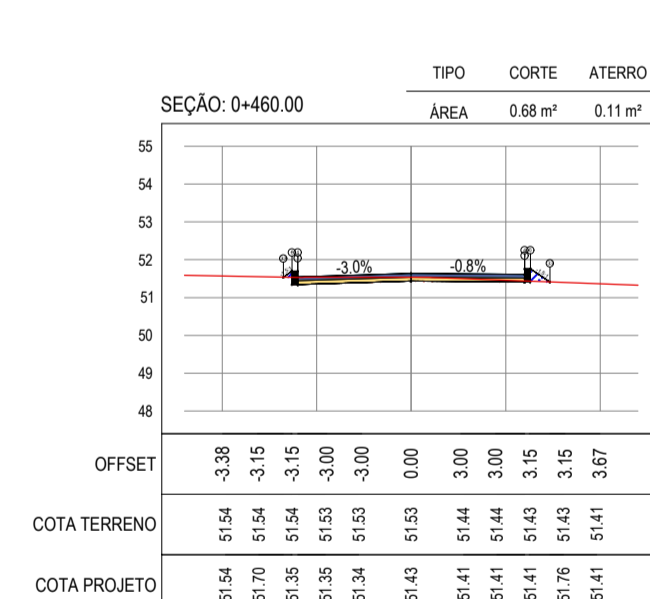 TIPO CORTE ATERRO
SEÇÃO: 0+460.00
ÁREA 0.68 m² 0.11 m²
55
54
53
52
-3.0% -0.8%
51
50
49
48
OFFSET -3.38 -3.15 -3.15 -3.00 -3.00 0.00 3.00 3.00 3.15 3.15 3.67
COTA TERRENO 51.54 51.54 51.54 51.53 51.53 51.53 51.44 51.44 51.43 51.43 51.41
COTA PROJETO 51.54 51.70 51.35 51.35 51.34 51.43 51.41 51.41 51.41 51.76 51.41